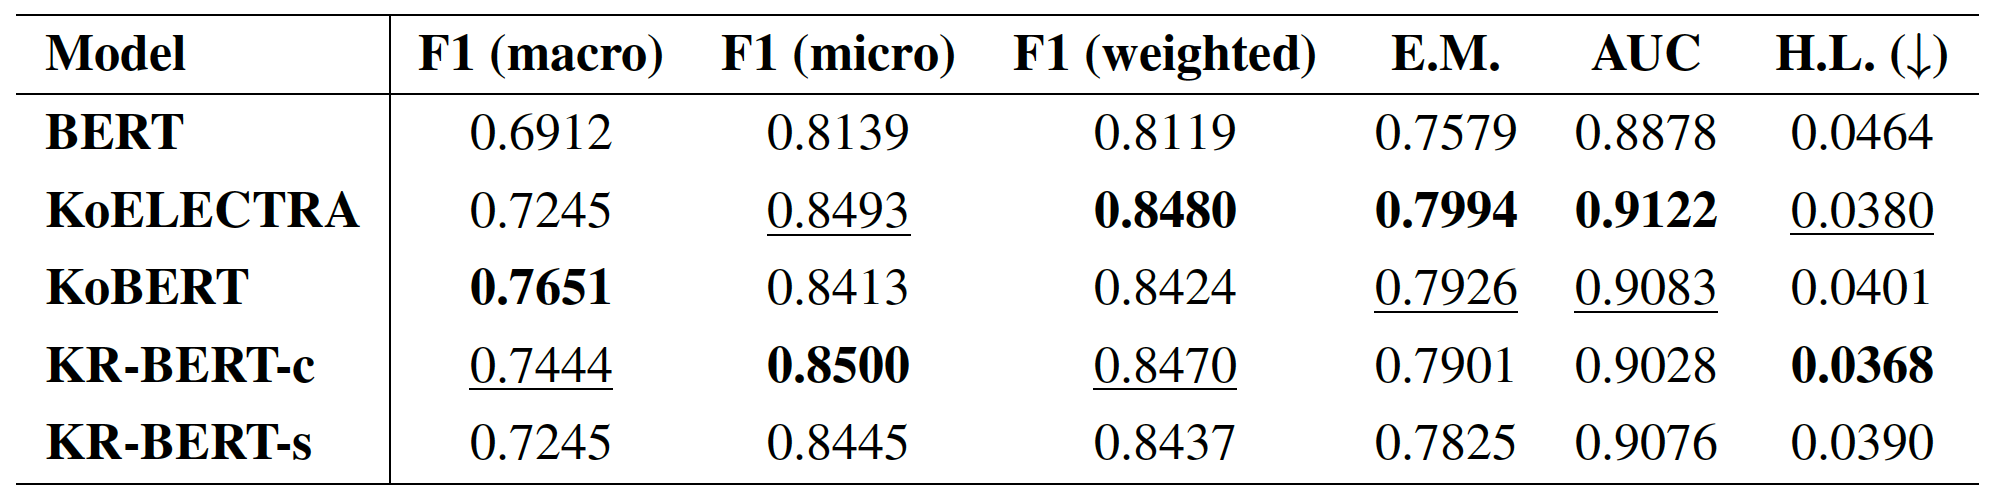 Model F1 (macro) F1 (micro) F1 (weighted) E.M. AUC H.L. (↓)
BERT 0.6912 0.8139 0.8119 0.7579 0.8878 0.0464
KoELECTRA 0.7245 0.8493 0.8480 0.7994 0.9122 0.0380
KoBERT 0.7651 0.8413 0.8424 0.7926 0.9083 0.0401
KR-BERT-c 0.7444 0.8500 0.8470 0.7901 0.9028 0.0368
KR-BERT-s 0.7245 0.8445 0.8437 0.7825 0.9076 0.0390